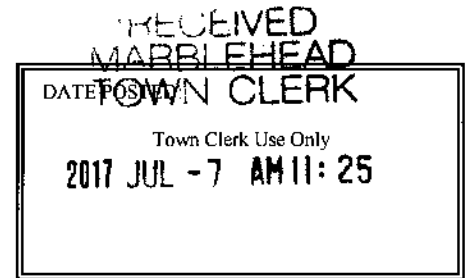 RECEIVED
MARBLEHEAD
TOWN CLERK
DATE POSTED
Town Clerk Use Only
2017 JUL -7 AM 11: 25